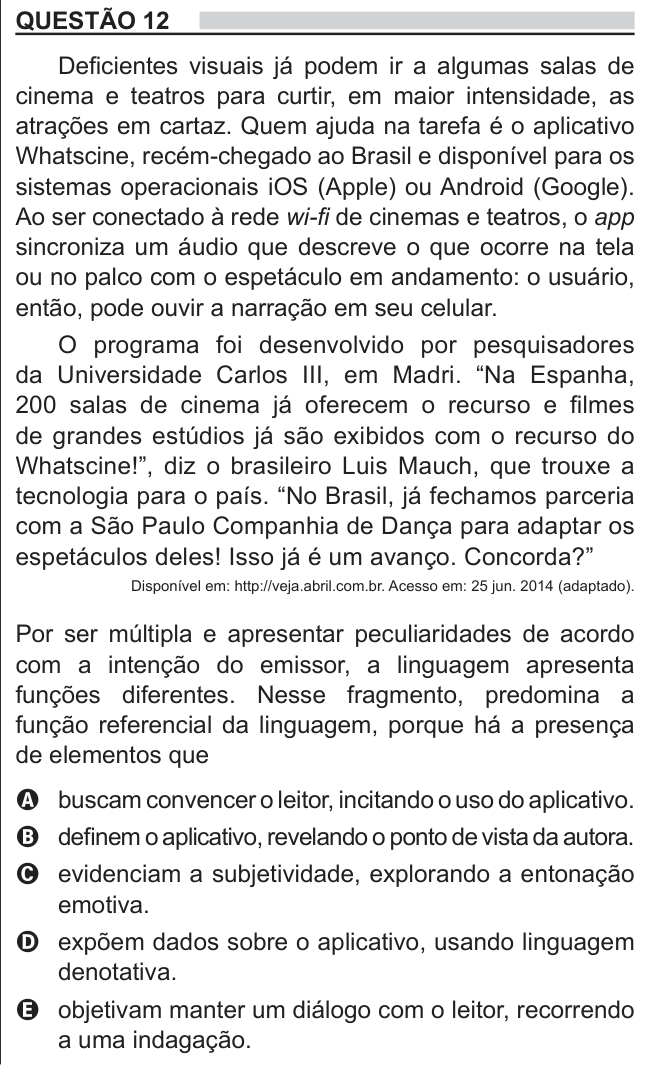 QUESTÃO 12
Deficientes visuais já podem ir a algumas salas de
cinema e teatros para curtir, em maior intensidade, as
atrações em cartaz. Quem ajuda na tarefa é o aplicativo
Whatscine, recém-chegado ao Brasil e disponível para os
sistemas operacionais iOS (Apple) ou Android (Google).
Ao ser conectado à rede wi-fi de cinemas e teatros, o app
sincroniza um áudio que descreve o que ocorre na tela
ou no palco com o espetáculo em andamento: o usuário,
então, pode ouvir a narração em seu celular.
O programa foi desenvolvido por pesquisadores
da Universidade Carlos III, em Madri. “Na Espanha,
200 salas de cinema já oferecem o recurso e filmes
de grandes estúdios já são exibidos com o recurso do
Whatscine!”, diz o brasileiro Luis Mauch, que trouxe a
tecnologia para o país. “No Brasil, já fechamos parceria
com a São Paulo Companhia de Dança para adaptar os
espetáculos deles! Isso já é um avanço. Concorda?”
Disponível em: http://veja.abril.com.br. Acesso em: 25 jun. 2014 (adaptado).
Por ser múltipla e apresentar peculiaridades de acordo
com a intenção do emissor, a linguagem apresenta
funções diferentes. Nesse fragmento, predomina a
função referencial da linguagem, porque há a presença
de elementos que
A buscam convencer o leitor, incitando o uso do aplicativo.
B definem o aplicativo, revelando o ponto de vista da autora.
C evidenciam a subjetividade, explorando a entonação
emotiva.
D expõem dados sobre o aplicativo, usando linguagem
denotativa.
E objetivam manter um diálogo com o leitor, recorrendo
a uma indagação.